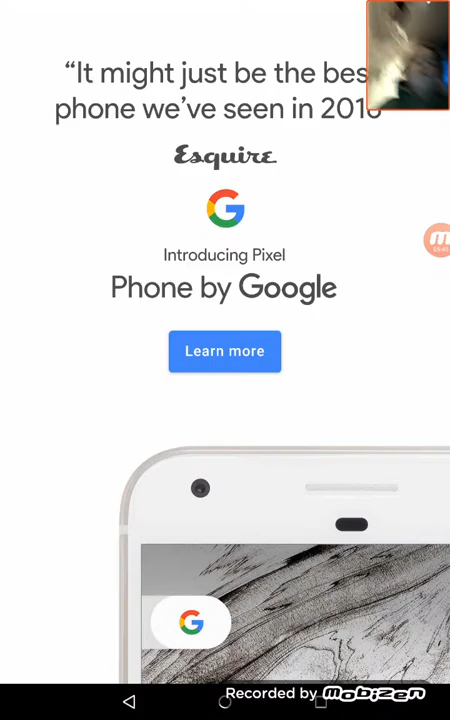 “It might just be the bes
phone we’ve seen in 2016
Esquire
G
Introducing Pixel
Phone by Google
Learn more
G
Recorded by mobizen